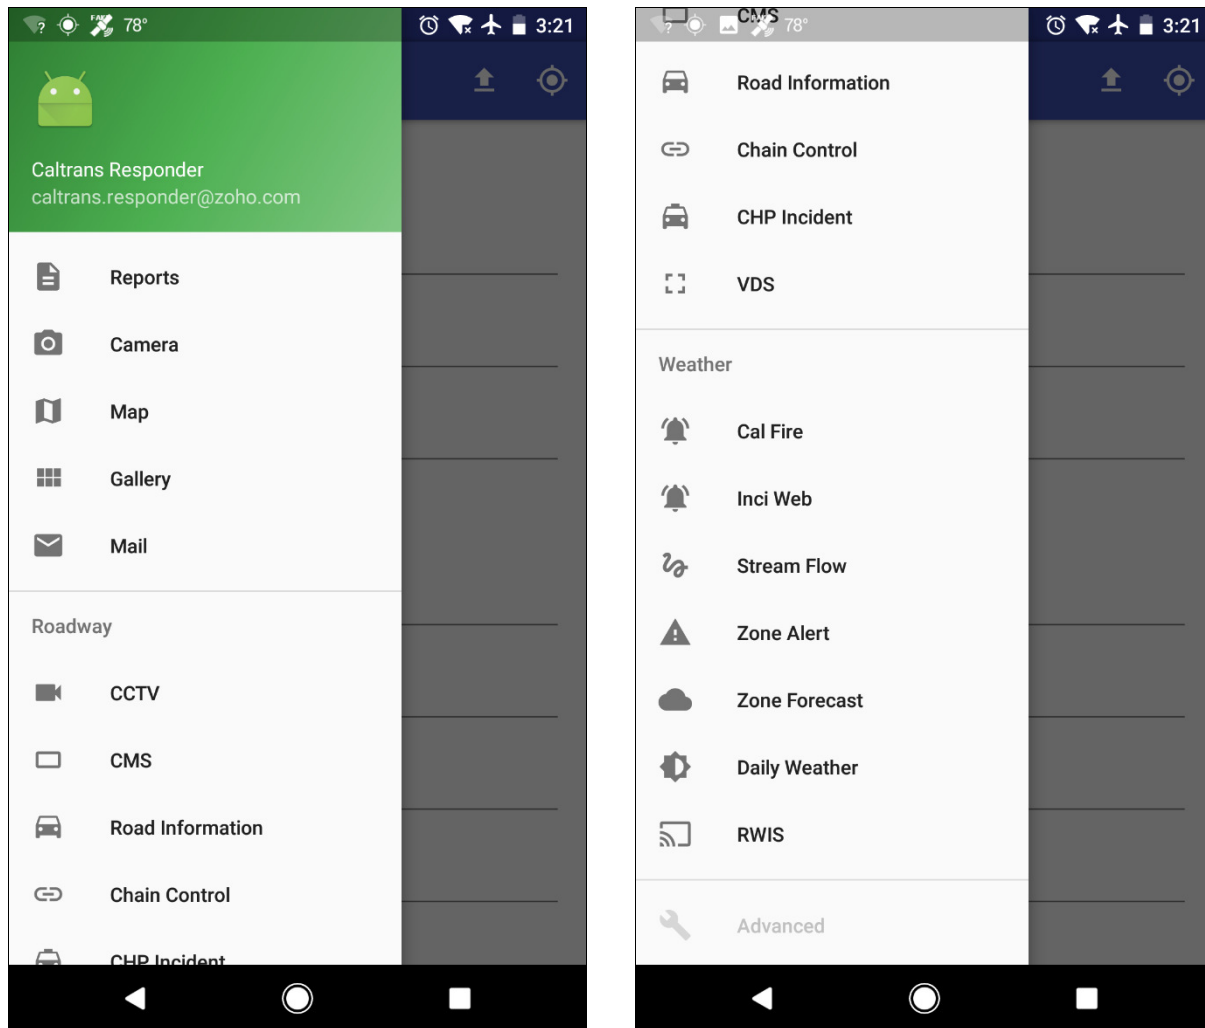 78°
3:21
Caltrans Responder
caltrans.responder@zoho.com
Reports
Camera
Map
Gallery
Mail
Roadway
CCTV
CMS
Road Information
Chain Control
CHP Incident
CMS
78°
3:21
Road Information
Chain Control
CHP Incident
VDS
Weather
Cal Fire
Inci Web
Stream Flow
Zone Alert
Zone Forecast
Daily Weather
RWIS
Advanced